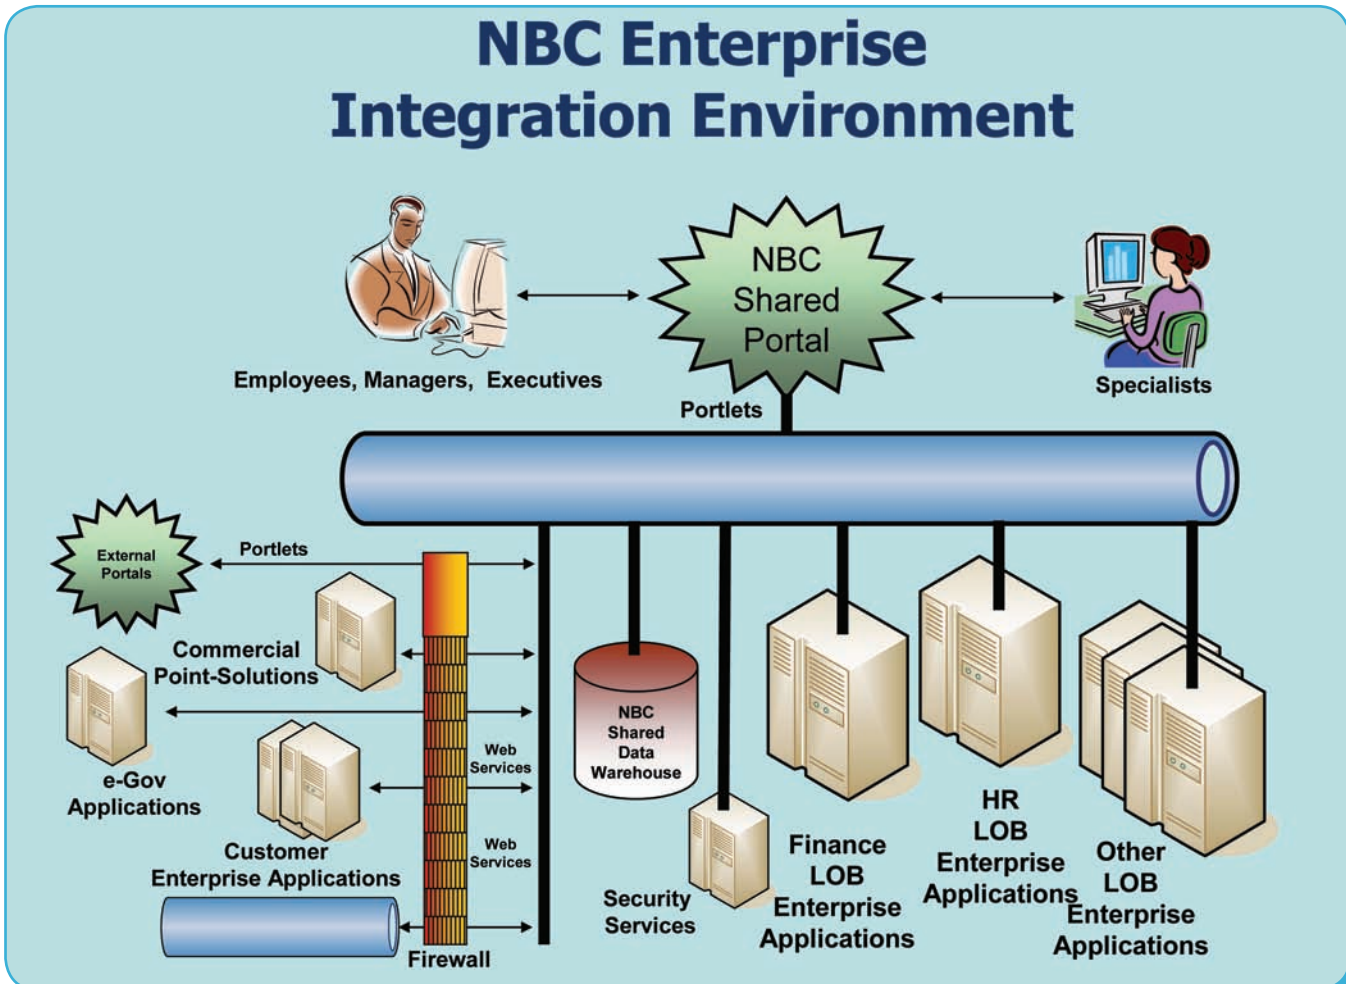 NBC Enterprise
Integration Environment
NBC
Shared
Portal
Employees, Managers, Executives
Specialists
Portlets
External
Portals
Portlets
Commercial
Point-Solutions
e-Gov
Applications
Web
Services
Customer
Enterprise Applications
Web
Services
Firewall
NBC
Shared
Data
Warehouse
Security
Services
Finance
LOB
Enterprise
Applications
HR
LOB
Enterprise
Applications
Other
LOB
Enterprise
Applications